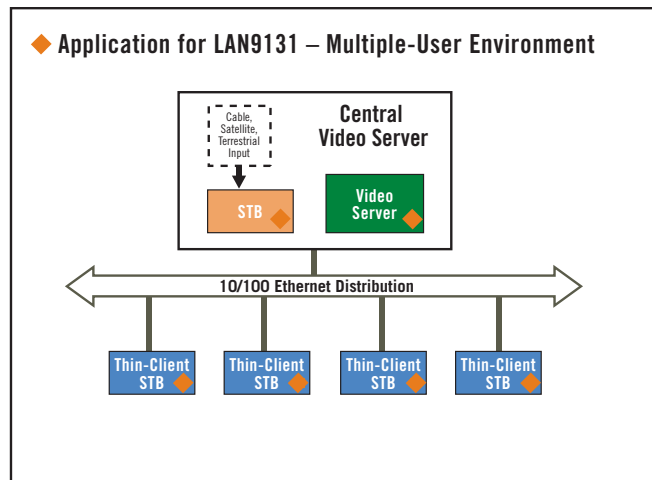 Application for LAN9131 – Multiple-User Environment
Cable,
Satellite,
Terrestrial
Input
Central
Video Server
STB
Video
Server
10/100 Ethernet Distribution
Thin-Client
STB
Thin-Client
STB
Thin-Client
STB
Thin-Client
STB